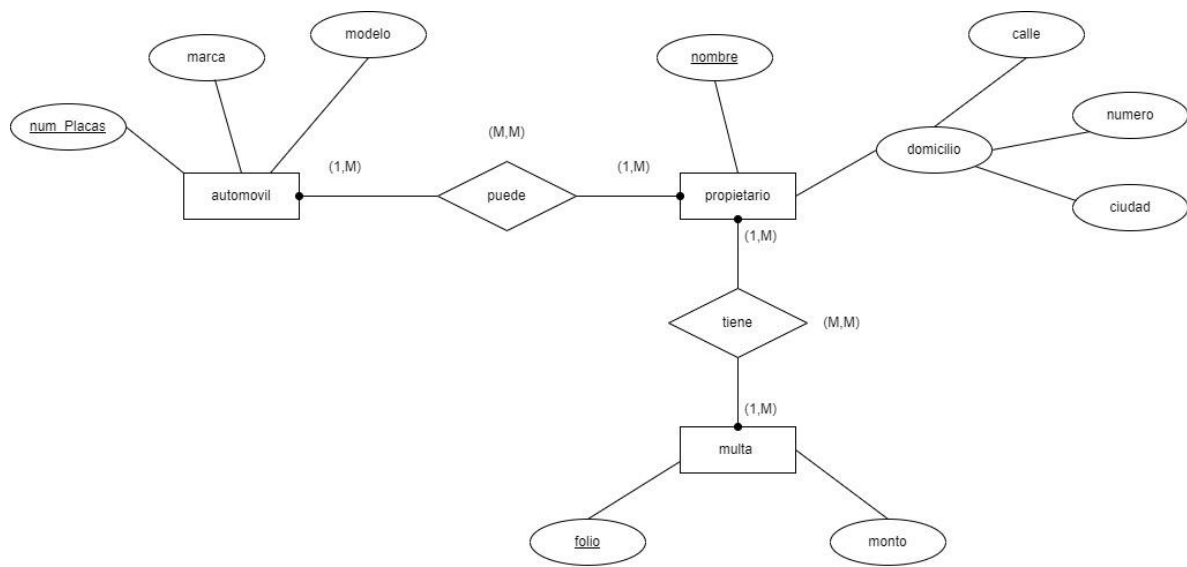 modelo
calle
marca
nombre
numero
num_Placas
(M,M)
domicilio
(1,M)
(1,M)
automovil
puede
propietario
ciudad
(1,M)
tiene
(M,M)
(1,M)
multa
folio
monto